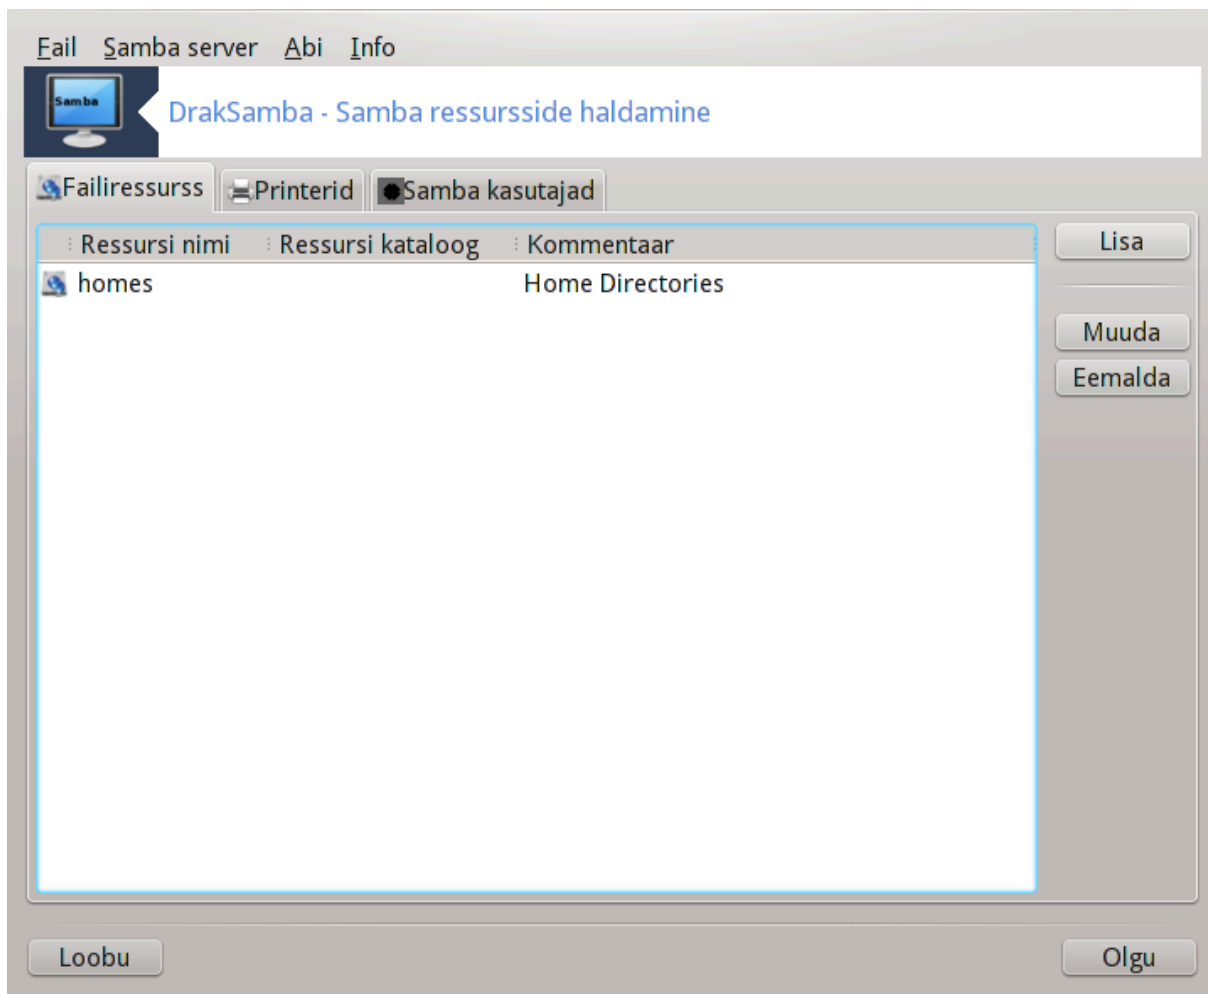 Fail Samba server Abi Info
Samba
DrakSamba - Samba ressursside haldamine
Failiressurss Printerid Samba kasutajad
Ressursi nimi Ressursi kataloog Kommentaar
homes Home Directories
Lisa
Muuda
Eemalda
Loobu Olgu